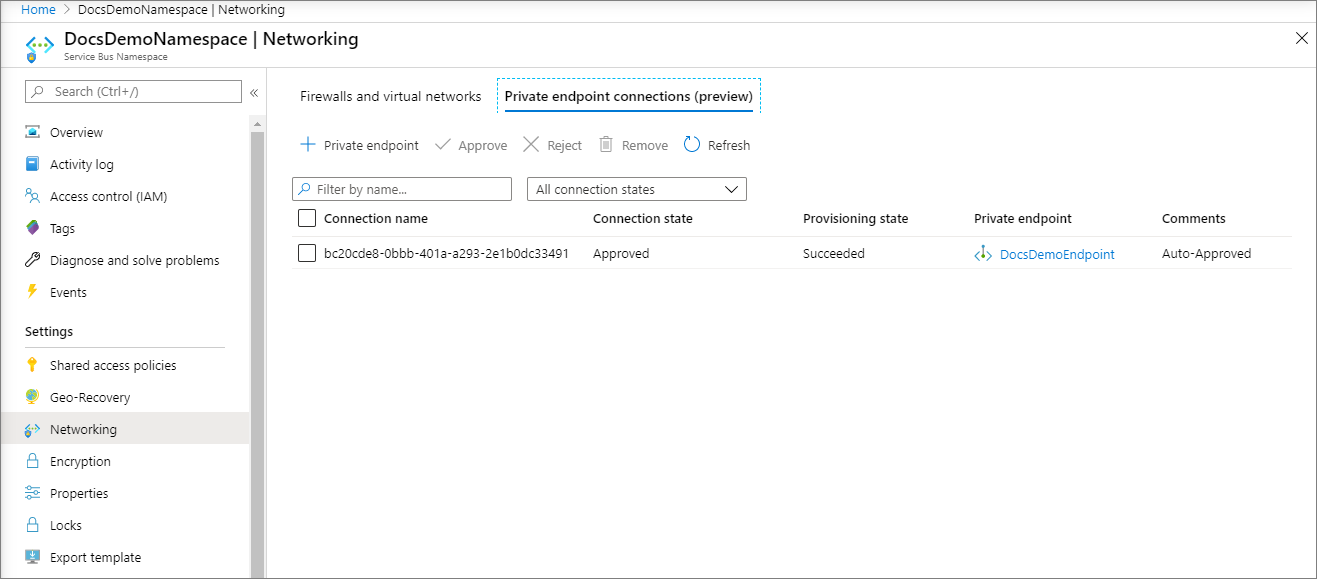 Home > DocsDemoNamespace | Networking
DocsDemoNamespace | Networking
Service Bus Namespace
Search (Ctrl+/)
«
Overview
Activity log
Access control (IAM)
Tags
Diagnose and solve problems
Events
Settings
Shared access policies
Geo-Recovery
Networking
Encryption
Properties
Locks
Export template
Firewalls and virtual networks Private endpoint connections (preview)
Private endpoint Approve Reject Remove Refresh
Filter by name... All connection states
Connection name Connection state Provisioning state Private endpoint Comments
bc20cde8-0bbb-401a-a293-2e1b0dc33491 Approved Succeeded DocsDemoEndpoint Auto-Approved